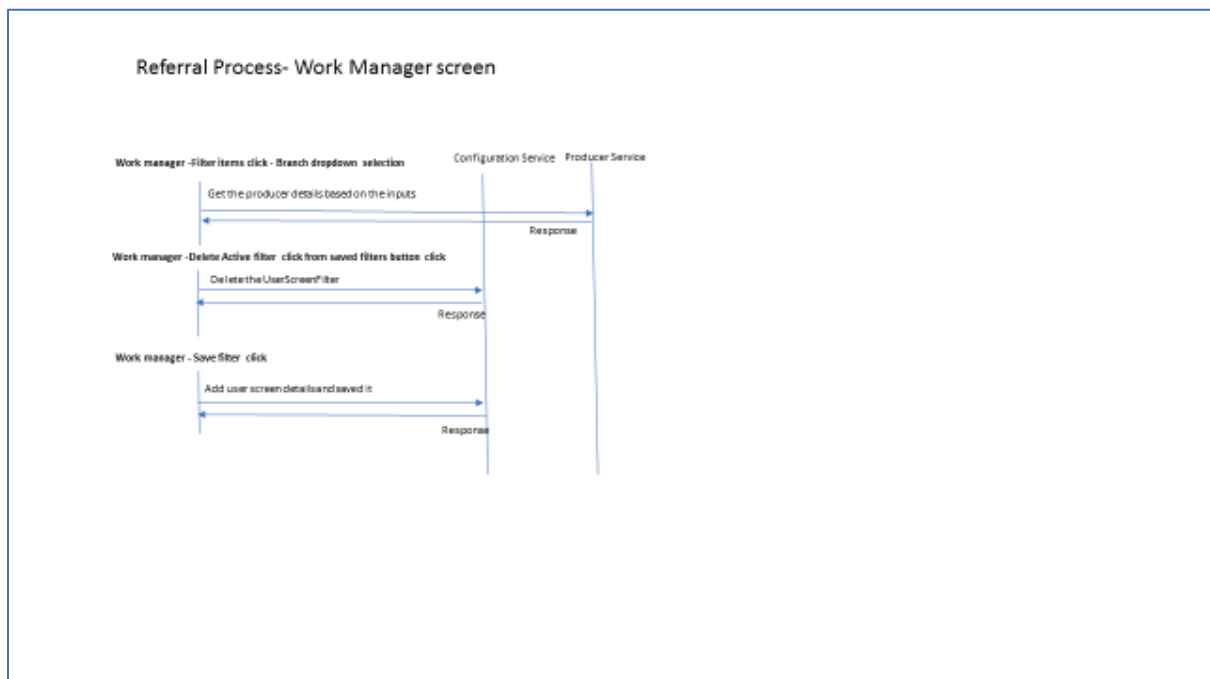 Referral Process- Work Manager screen
Work manager -Filter items click - Branch dropdown selection
Configuration Service
Producer Service
Get the producer details based on the inputs
Response
Work manager -Delete Active filter click from saved filters button click
Delete the UserScreenFilter
Response
Work manager - Save filter click
Add user screen details and saved it
Response